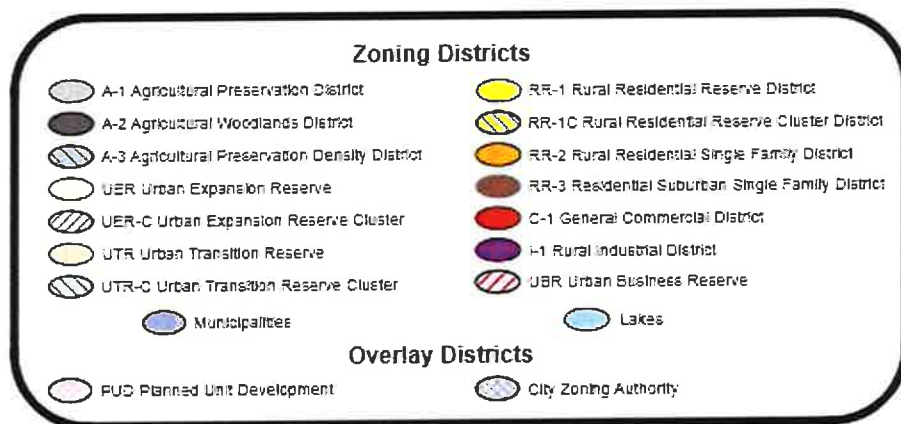 Zoning Districts
A-1 Agricultural Preservation District
A-2 Agricultural Woodlands District
A-3 Agricultural Preservation Density District
UER Urban Expansion Reserve
UER-C Urban Expansion Reserve Cluster
UTR Urban Transition Reserve
UTR-C Urban Transition Reserve Cluster
Municipalities
RR-1 Rural Residential Reserve District
RR-1C Rural Residential Reserve Cluster District
RR-2 Rural Residential Single Family District
RR-3 Residential Suburban Single Family District
C-1 General Commercial District
I-1 Rural Industrial District
UBR Urban Business Reserve
Lakes
Overlay Districts
PUD Planned Unit Development
City Zoning Authority